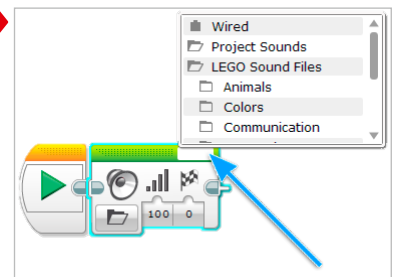 Wired
Project Sounds
LEGO Sound Files
Animals
Colors
Communication
100 0